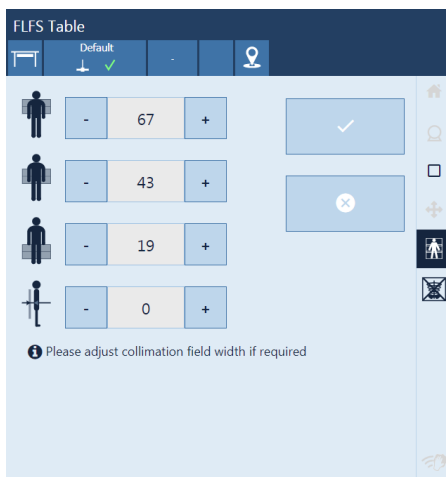 FLFS Table
Default
-
- 67 +
- 43 +
- 19 +
- 0 +
Please adjust collimation field width if required